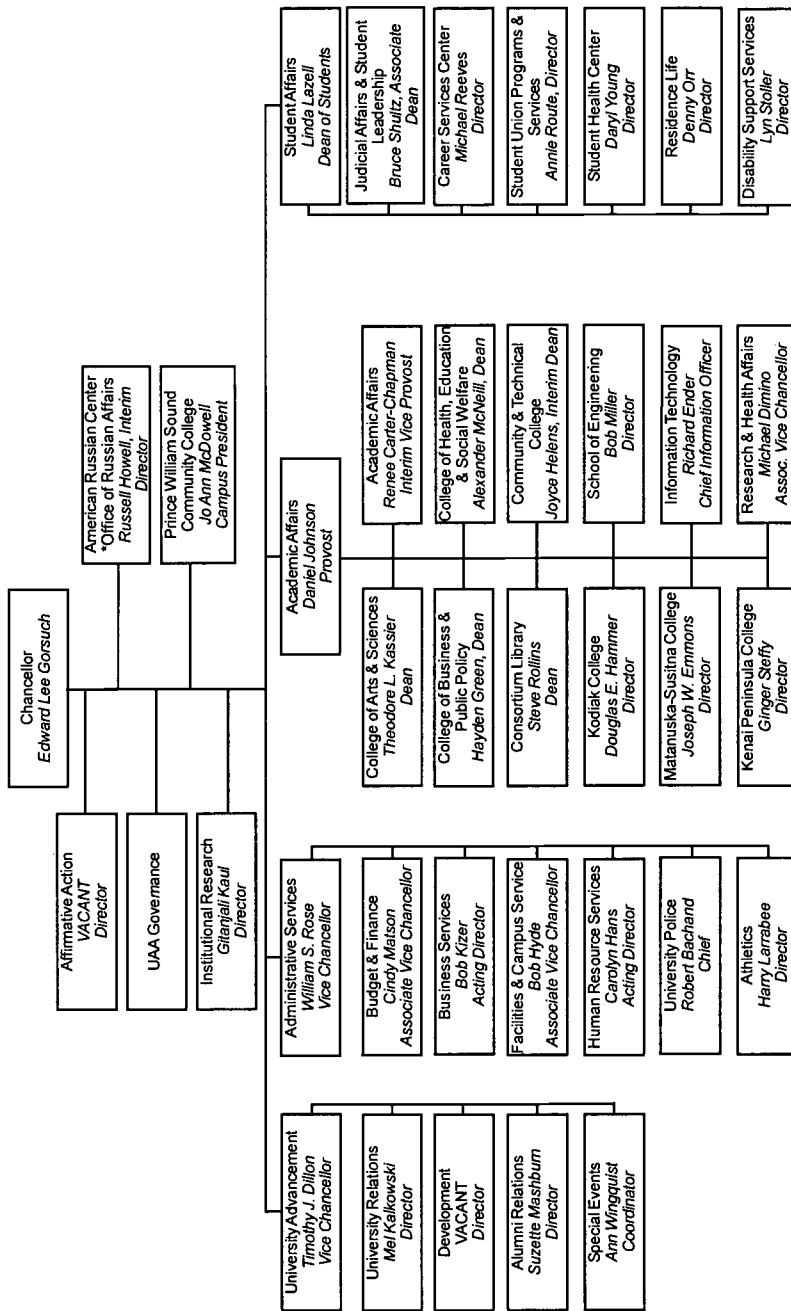 Chancellor
Edward Lee Gorsuch
Affirmative Action
VACANT
Director
UAA Governance
Institutional Research
Gitanjali Kaul
Director
American Russian Center
*Office of Russian Affairs
Russell Howell, Interim
Director
Prince William Sound
Community College
Jo Ann McDowell
Campus President
University Advancement
Timothy J. Dillon
Vice Chancellor
University Relations
Mel Kalkowski
Director
Development
VACANT
Director
Alumni Relations
Suzette Mashburn
Director
Special Events
Ann Wingquist
Coordinator
Administrative Services
William S. Rose
Vice Chancellor
Budget & Finance
Cindy Matson
Associate Vice Chancellor
Business Services
Bob Kizer
Acting Director
Facilities & Campus Service
Bob Hyde
Associate Vice Chancellor
Human Resource Services
Carolyn Hans
Acting Director
University Police
Robert Bachand
Chief
Athletics
Harry Larrabee
Director
Academic Affairs
Daniel Johnson
Provost
College of Arts & Sciences
Theodore L. Kassier
Dean
College of Business &
Public Policy
Hayden Green, Dean
Consortium Library
Steve Rollins
Dean
Kodiak College
Douglas E. Hammer
Director
Matanuska-Susitna College
Joseph W. Emmons
Director
Kenai Peninsula College
Ginger Steffy
Director
Academic Affairs
Renee Carter-Chapman
Interim Vice Provost
College of Health, Education
& Social Welfare
Alexander McNeill, Dean
Community & Technical
College
Joyce Helens, Interim Dean
School of Engineering
Bob Miller
Director
Information Technology
Richard Ender
Chief Information Officer
Research & Health Affairs
Michael Dimino
Assoc. Vice Chancellor
Student Affairs
Linda Lazell
Dean of Students
Judicial Affairs & Student
Leadership
Bruce Shultz, Associate
Dean
Career Services Center
Michael Reeves
Director
Student Union Programs &
Services
Annie Route, Director
Student Health Center
Daryl Young
Director
Residence Life
Denny Orr
Director
Disability Support Services
Lyn Stoller
Director